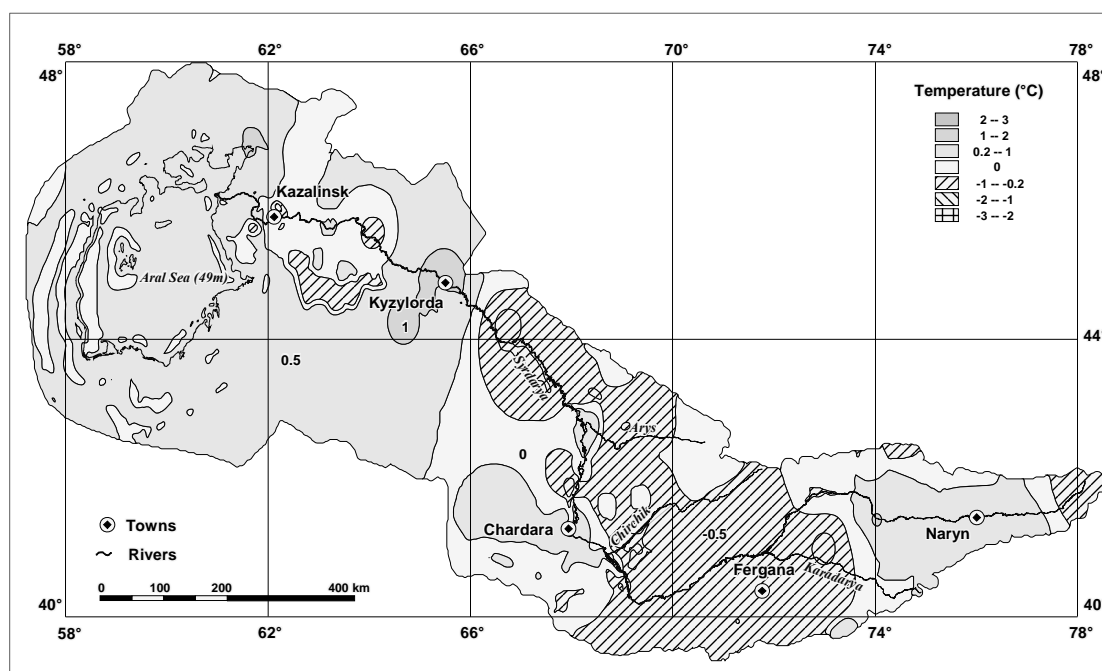 58° 62° 66° 70° 74° 78°
48° 48°
Temperature (°C)
2 -- 3
1 -- 2
0.2 -- 1
0
-1 -- -0.2
-2 -- -1
-3 -- -2
Kazalinsk
Aral Sea (49m)
Kyzylorda
1
44°
0.5
Syrdarya
Arys
0
Chardara
Chirchik
-0.5
Naryn
Fergana
Karadarya
Towns
Rivers
0 100 200 400 km
40° 40°
58° 62° 66° 70° 74° 78°